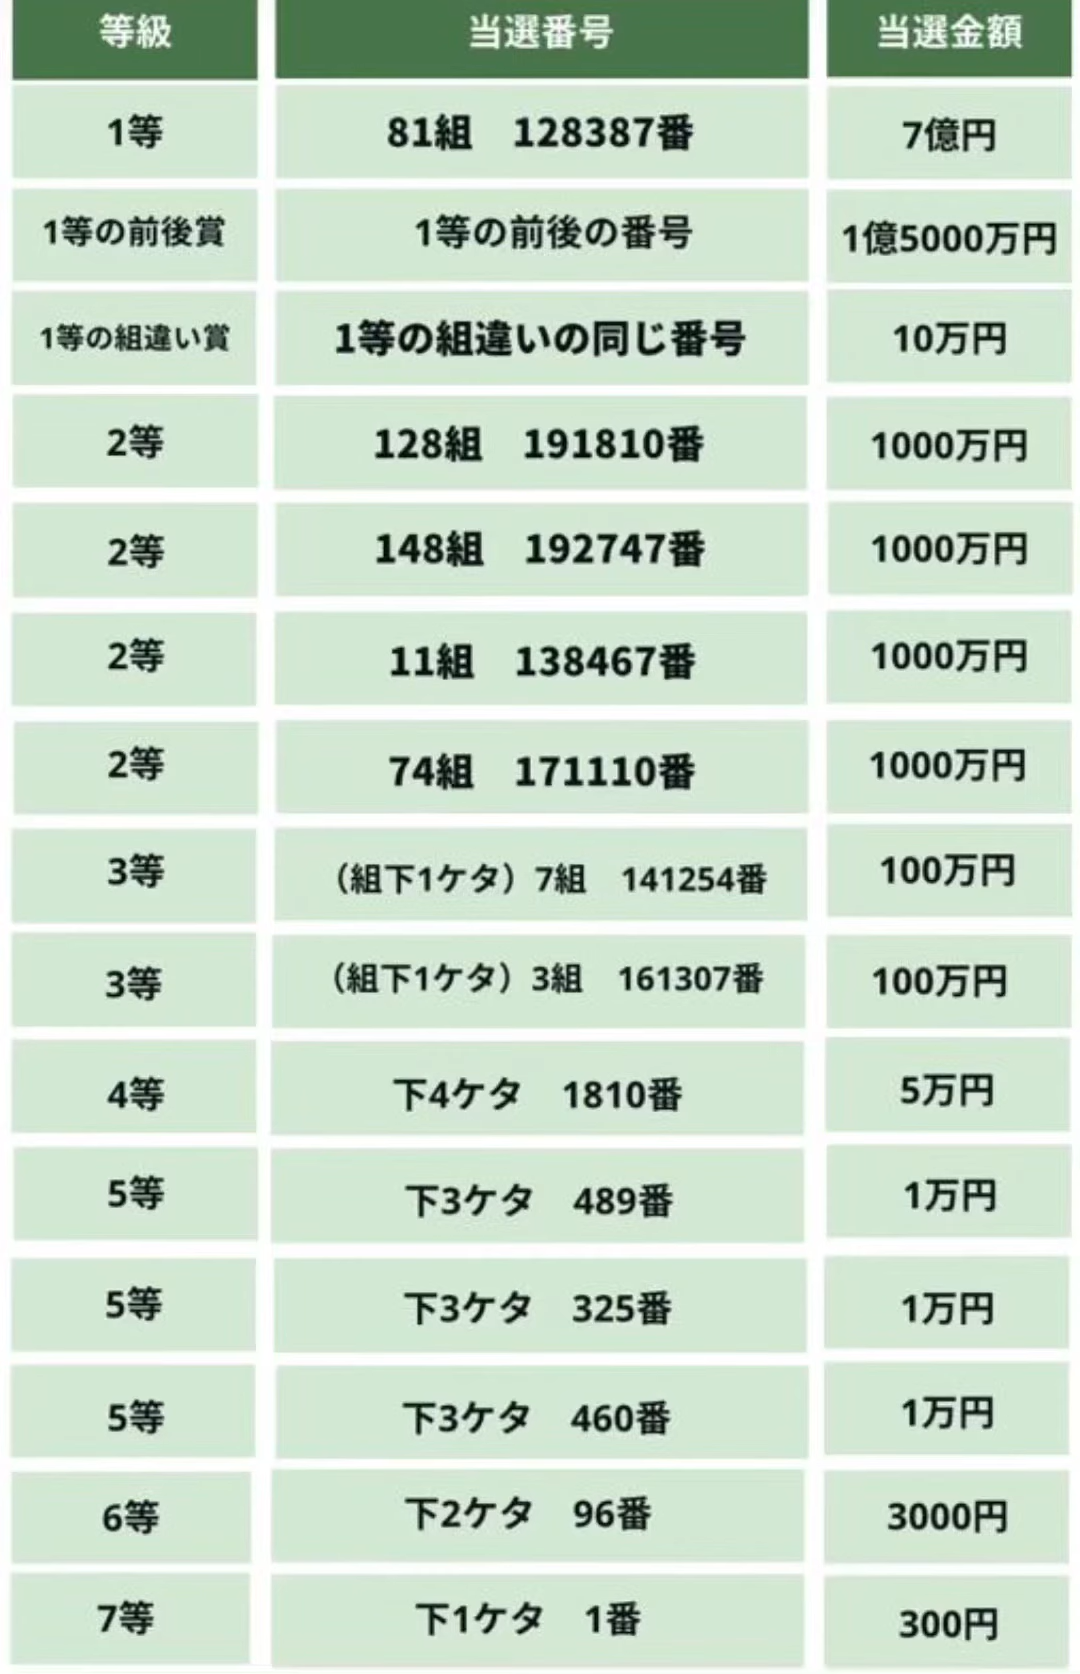 等級 当選番号 当選金額
1等 81組 128387番 7億円
1等の前後賞 1等の前後の番号 1億5000万円
1等の組違い賞 1等の組違いの同じ番号 10万円
2等 128組 191810番 1000万円
2等 148組 192747番 1000万円
2等 11組 138467番 1000万円
2等 74組 171110番 1000万円
3等 （組下1ケタ）7組 141254番 100万円
3等 （組下1ケタ）3組 161307番 100万円
4等 下4ケタ 1810番 5万円
5等 下3ケタ 489番 1万円
5等 下3ケタ 325番 1万円
5等 下3ケタ 460番 1万円
6等 下2ケタ 96番 3000円
7等 下1ケタ 1番 300円